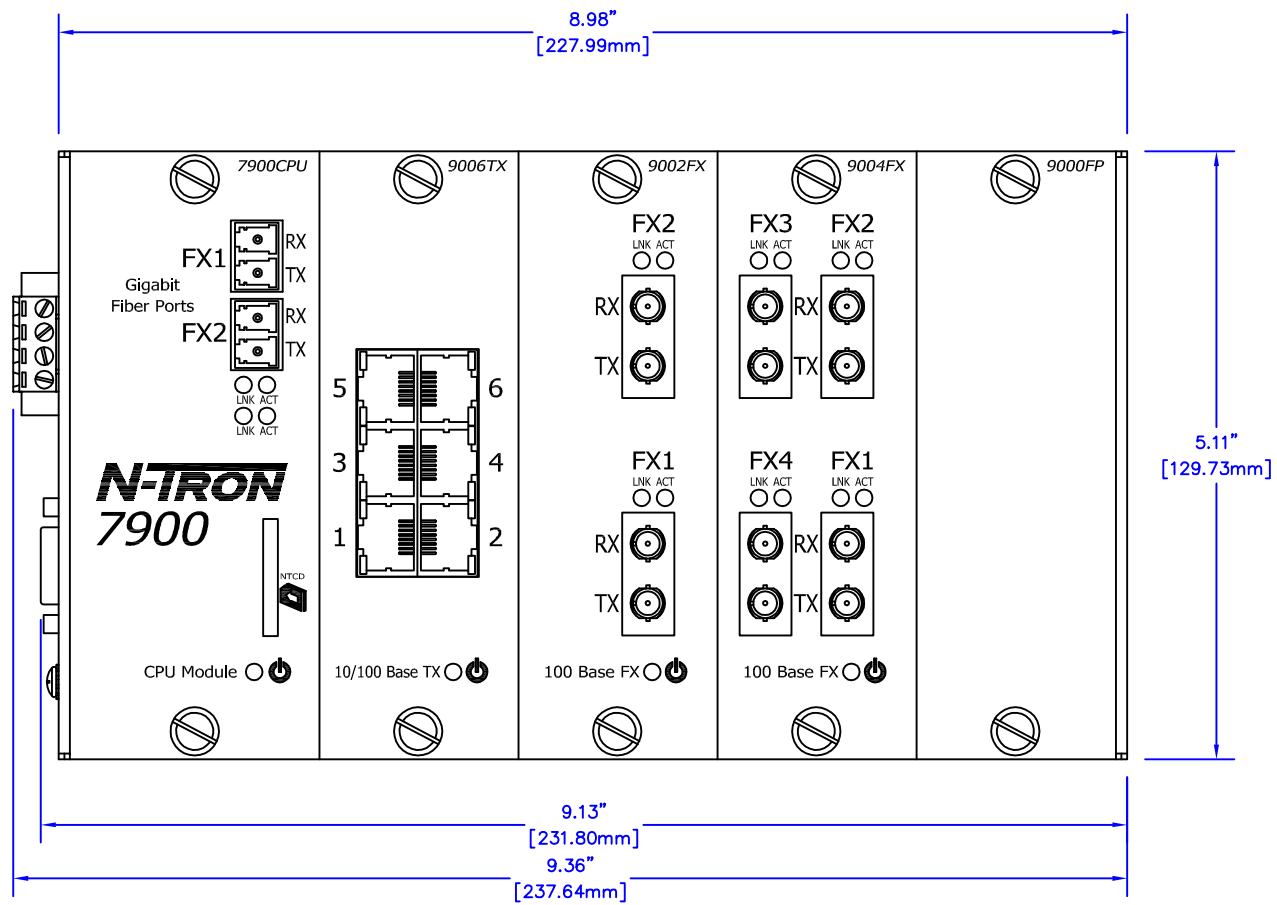 8.98"
[227.99mm]
7900CPU
9006TX
9002FX
9004FX
9000FP
FX1
RX
TX
Gigabit
Fiber Ports
FX2
RX
TX
LNK ACT
LNK ACT
N-TRON
7900
NTCD
CPU Module
5
6
3
4
1
2
10/100 Base TX
FX2
LNK ACT
RX
TX
FX1
LNK ACT
RX
TX
100 Base FX
FX3 FX2
LNK ACT LNK ACT
RX
TX
FX4 FX1
LNK ACT LNK ACT
RX
TX
100 Base FX
5.11"
[129.73mm]
9.13"
[231.80mm]
9.36"
[237.64mm]